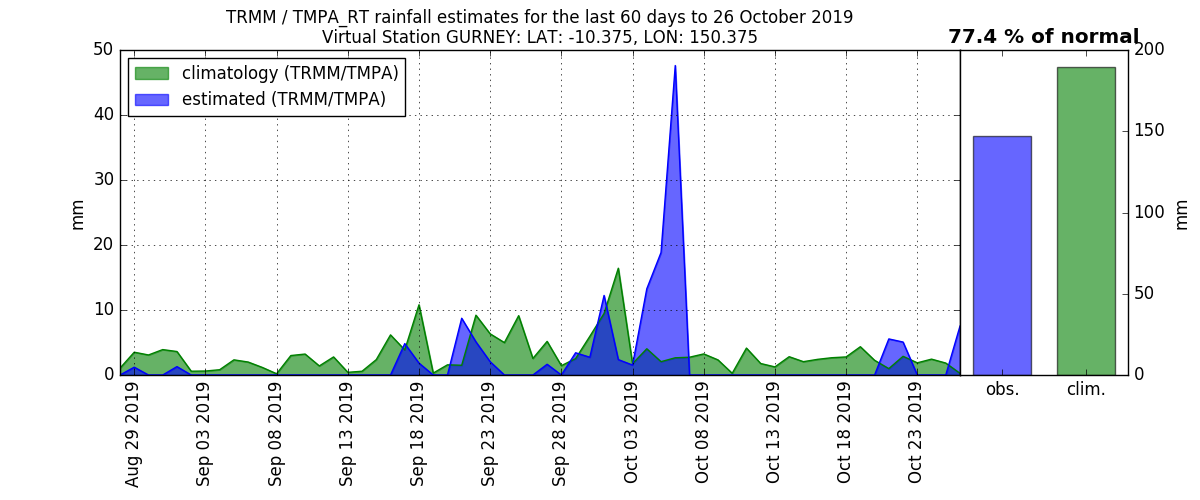 TRMM / TMPA_RT rainfall estimates for the last 60 days to 26 October 2019
Virtual Station GURNEY: LAT: -10.375, LON: 150.375
77.4 % of normal
climatology (TRMM/TMPA)
estimated (TRMM/TMPA)
50
40
30
20
10
0
mm
200
150
100
50
0
mm
Aug 29 2019
Sep 03 2019
Sep 08 2019
Sep 13 2019
Sep 18 2019
Sep 23 2019
Sep 28 2019
Oct 03 2019
Oct 08 2019
Oct 13 2019
Oct 18 2019
Oct 23 2019
obs.
clim.